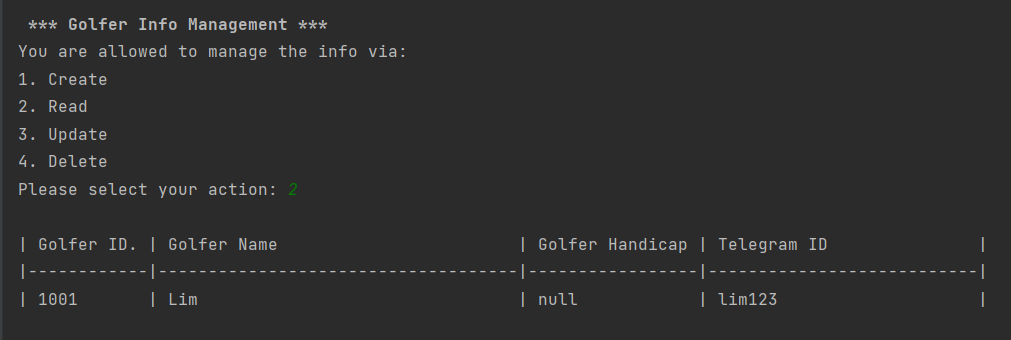 *** Golfer Info Management ***
You are allowed to manage the info via:
1. Create
2. Read
3. Update
4. Delete
Please select your action: 2
| Golfer ID. | Golfer Name                        | Golfer Handicap | Telegram ID               |
|------------|------------------------------------|-----------------|---------------------------|
| 1001       | Lim                                | null            | lim123                    |